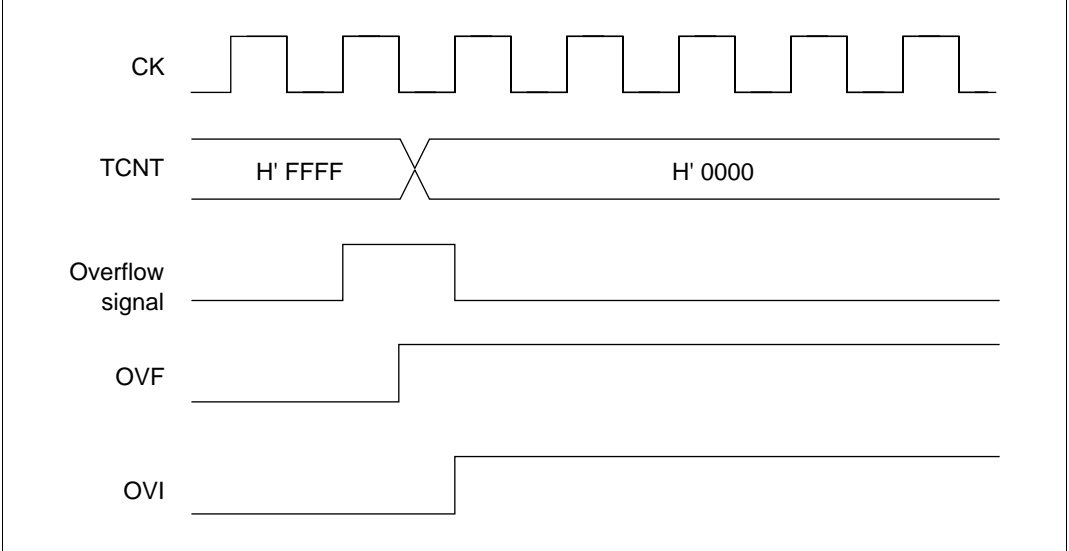 CK
TCNT
H' FFFF
H' 0000
Overflow
signal
OVF
OVI